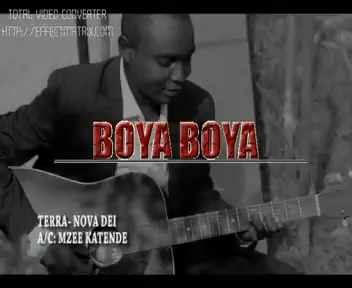 TOTAL VIDEO CONVERTER
HTTP://EFFECTMATRIX.COM
BOYA BOYA
TERRA- NOVA DEI
A/C: MZEE KATENDE